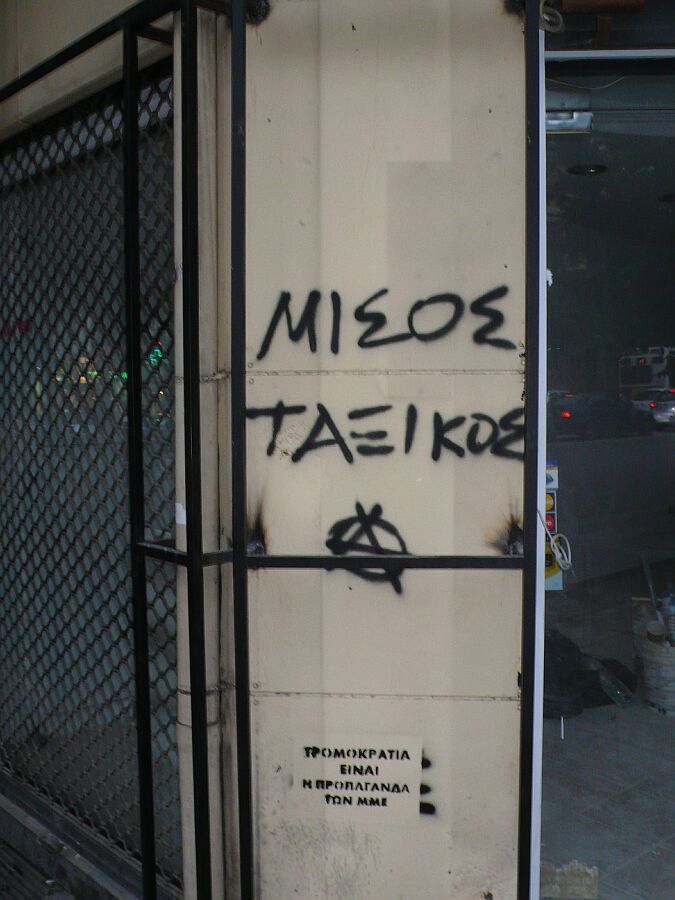 ΜΙΣΟΣ
ΤΑΞΙΚΟΣ
ΤΡΟΜΟΚΡΑΤΙΑ
ΕΙΝΑΙ
Η ΠΡΟΠΑΓΑΝΔΑ
ΤΩΝ ΜΜΕ